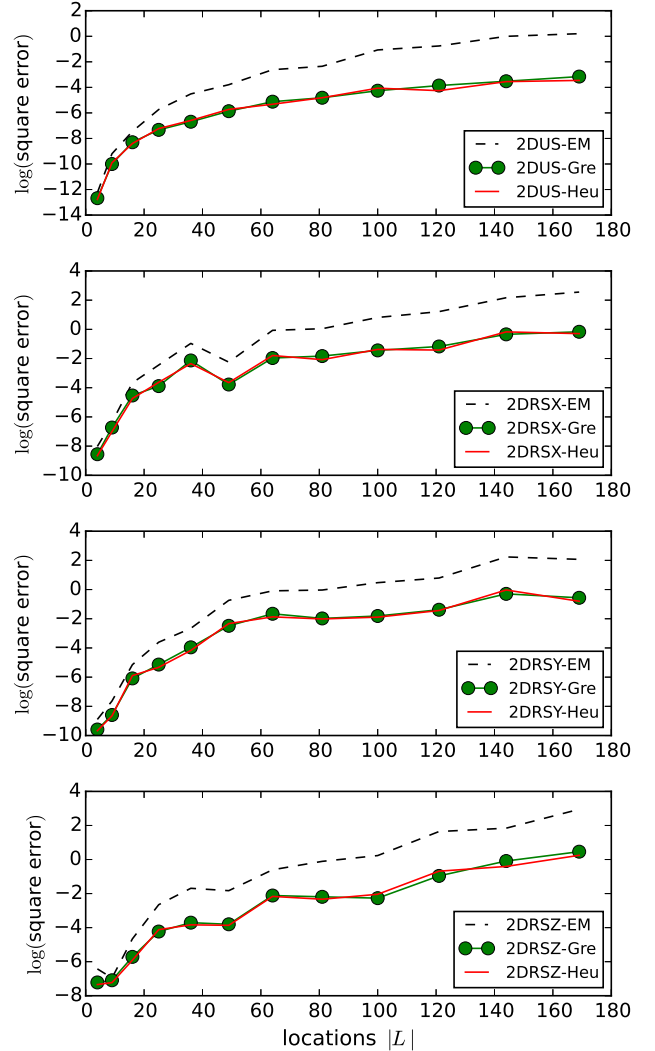 2
0
−2
−4
−6
−8
−10
−12
−14
log(square error)
0 20 40 60 80 100 120 140 160 180
2DUS-EM
2DUS-Gre
2DUS-Heu
4
2
0
−2
−4
−6
−8
−10
log(square error)
0 20 40 60 80 100 120 140 160 180
2DRSX-EM
2DRSX-Gre
2DRSX-Heu
4
2
0
−2
−4
−6
−8
−10
log(square error)
0 20 40 60 80 100 120 140 160 180
2DRSY-EM
2DRSY-Gre
2DRSY-Heu
4
2
0
−2
−4
−6
−8
log(square error)
0 20 40 60 80 100 120 140 160 180
2DRSZ-EM
2DRSZ-Gre
2DRSZ-Heu
locations |L|